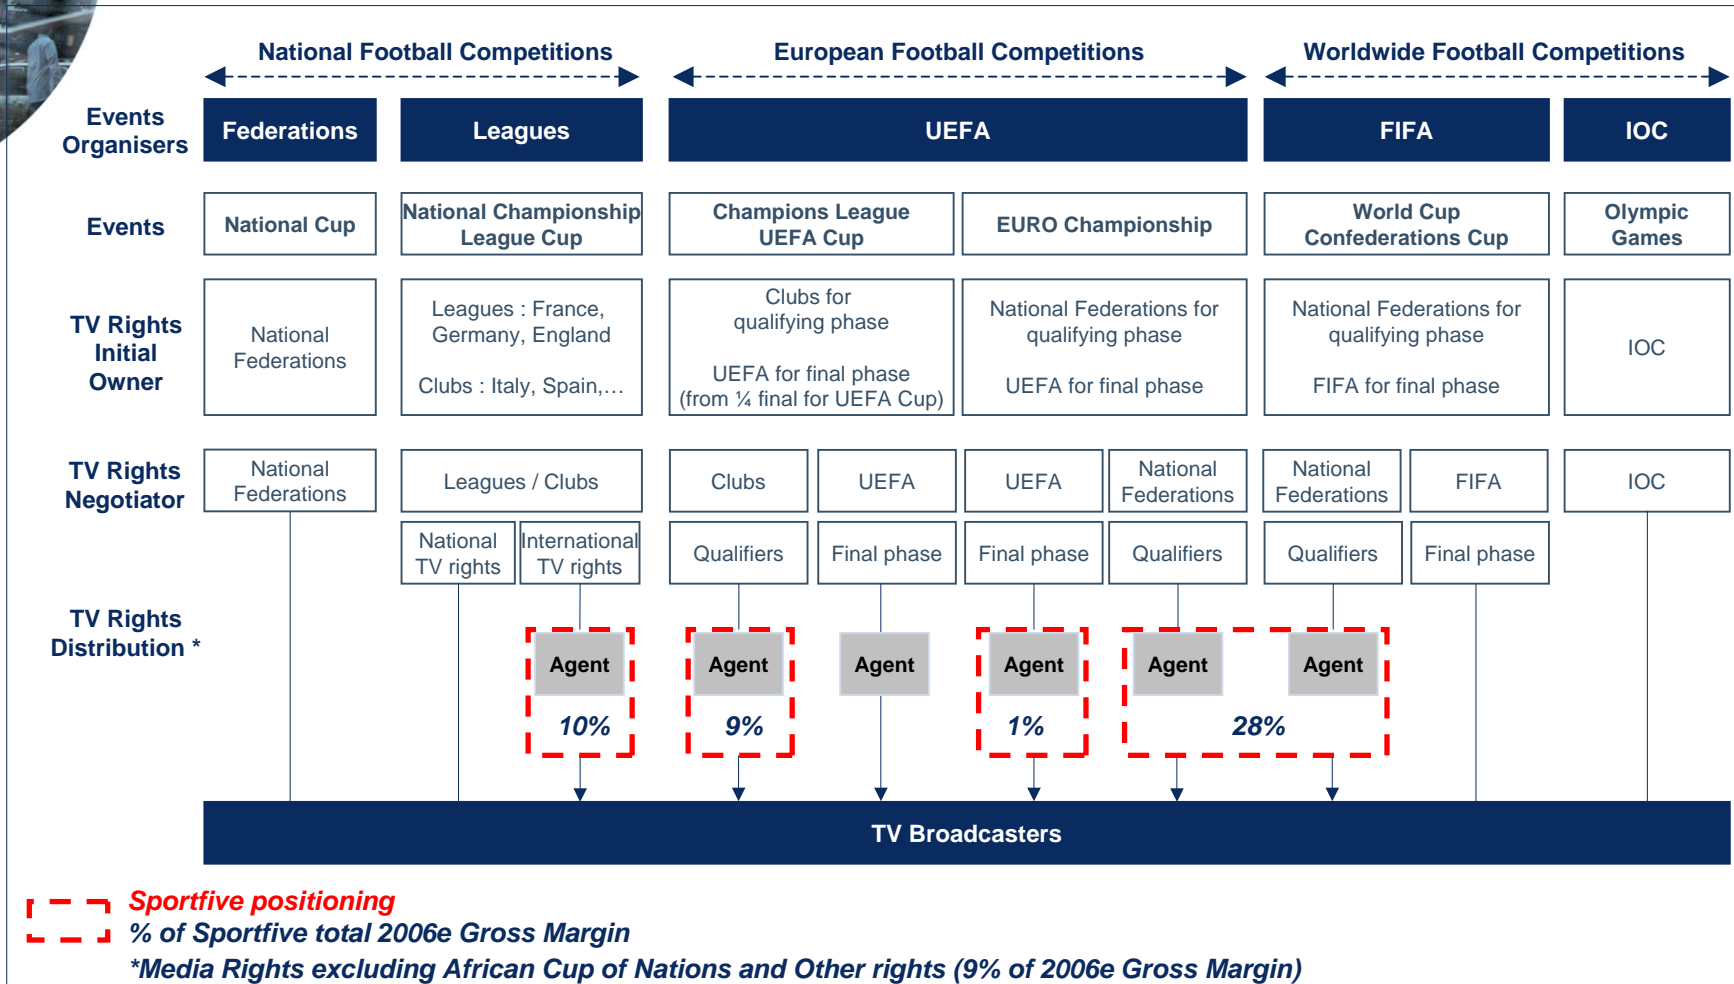 National Football Competitions
European Football Competitions
Worldwide Football Competitions
Events
Organisers
Federations
Leagues
UEFA
FIFA
IOC
Events
National Cup
National Championship
League Cup
Champions League
UEFA Cup
EURO Championship
World Cup
Confederations Cup
Olympic
Games
TV Rights
Initial
Owner
National
Federations
Leagues : France,
Germany, England
Clubs : Italy, Spain,…
Clubs for
qualifying phase
UEFA for final phase
(from ¼ final for UEFA Cup)
National Federations for
qualifying phase
UEFA for final phase
National Federations for
qualifying phase
FIFA for final phase
IOC
TV Rights
Negotiator
National
Federations
Leagues / Clubs
Clubs
UEFA
UEFA
National
Federations
National
Federations
FIFA
IOC
National
TV rights
International
TV rights
Qualifiers
Final phase
Final phase
Qualifiers
Qualifiers
Final phase
TV Rights
Distribution *
Agent
Agent
Agent
Agent
Agent
Agent
10%
9%
1%
28%
TV Broadcasters
Sportfive positioning
% of Sportfive total 2006e Gross Margin
*Media Rights excluding African Cup of Nations and Other rights (9% of 2006e Gross Margin)